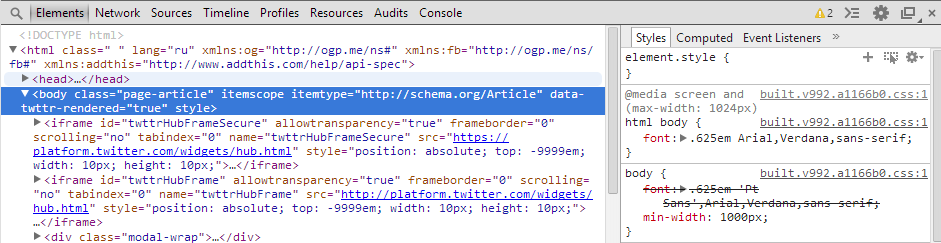 Elements Network Sources Timeline Profiles Resources Audits Console 2
<!DOCTYPE html>
<html class=" " lang="ru" xmlns:og="http://ogp.me/ns#" xmlns:fb="http://ogp.me/ns/
fb#" xmlns:addthis="http://www.addthis.com/help/api-spec">
<head>…</head>
<body class="page-article" itemscope itemtype="http://schema.org/Article" data-
twttr-rendered="true" style>
<iframe id="twttrHubFrameSecure" allowtransparency="true" frameborder="0"
scrolling="no" tabindex="0" name="twttrHubFrameSecure" src="https://
platform.twitter.com/widgets/hub.html" style="position: absolute; top: -9999em;
width: 10px; height: 10px;">…</iframe>
<iframe id="twttrHubFrame" allowtransparency="true" frameborder="0" scrolling=
"no" tabindex="0" name="twttrHubFrame" src="http://platform.twitter.com/widgets/
hub.html" style="position: absolute; top: -9999em; width: 10px; height: 10px;">
…</iframe>
<div class="modal-wrap">…</div>
Styles Computed Event Listeners »
element.style {
}
@media screen and built.v992.a1166b0.css:1
(max-width: 1024px)
html body { built.v992.a1166b0.css:1
font: .625em Arial,Verdana,sans-serif;
}
body { built.v992.a1166b0.css:1
font: .625em 'Pt
Sans',Arial,Verdana,sans-serif;
min-width: 1000px;
}